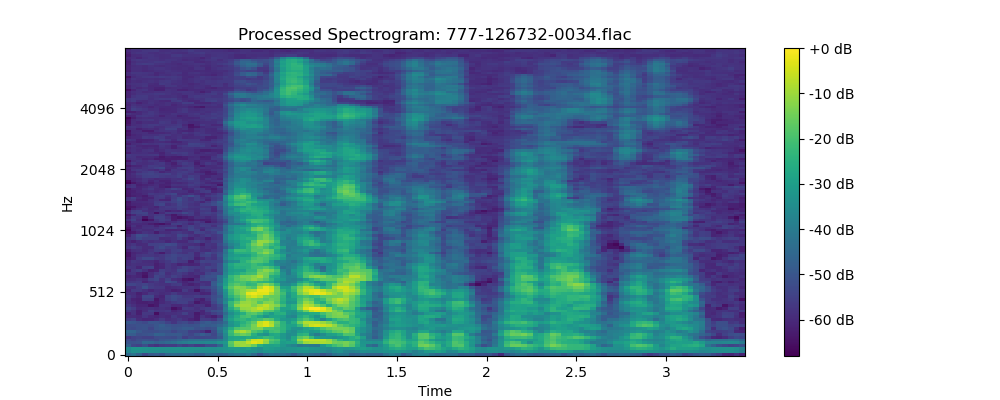 Processed Spectrogram: 777-126732-0034.flac
+0 dB
-10 dB
-20 dB
-30 dB
-40 dB
-50 dB
-60 dB
4096
2048
1024
512
0
Hz
0
0.5
1
1.5
2
2.5
3
Time